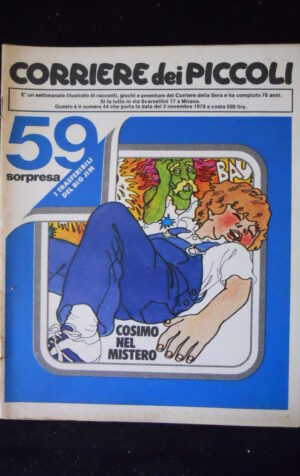 CORRIERE dei PICCOLI
E' un settimanale illustrato di racconti, giochi e avventure del Corriere della Sera e ha compiuto 70 anni.
Si fa tutto in via Scarsellini 17 a Milano.
Questo è il numero 44 che porta la data del 2 novembre 1978 e costa 500 lire.
59
sorpresa
I TRASFERIBILI
DEL BIG JIM
BAU
COSIMO
NEL
MISTERO